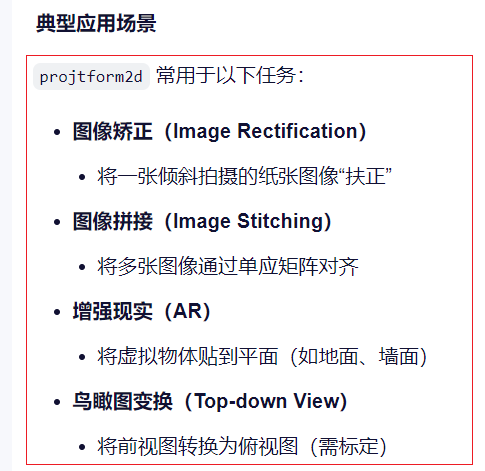 典型应用场景
projtform2d 常用于以下任务：
• 图像矫正（Image Rectification）
• 将一张倾斜拍摄的纸张图像“扶正”
• 图像拼接（Image Stitching）
• 将多张图像通过单应矩阵对齐
• 增强现实（AR）
• 将虚拟物体贴到平面（如地面、墙面）
• 鸟瞰图变换（Top-down View）
• 将前视图转换为俯视图（需标定）